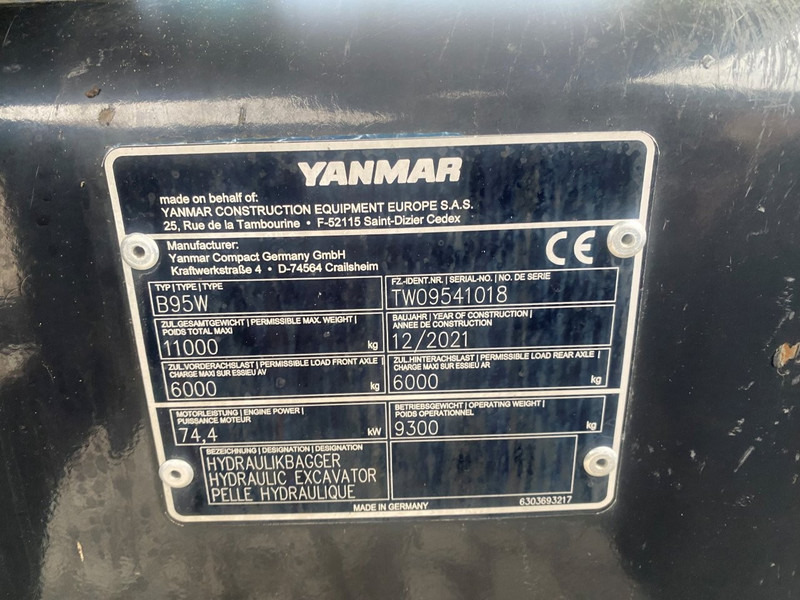 YANMAR
made on behalf of:
YANMAR CONSTRUCTION EQUIPMENT EUROPE S.A.S.
25, Rue de la Tambourine • F-52115 Saint-Dizier Cedex
Manufacturer:
Yanmar Compact Germany GmbH
Kraftwerkstraße 4 • D-74564 Crailsheim
CE
TYP | TYPE | TYPE
B95W
FZ.-IDENT.NR. | SERIAL-NO. | NO. DE SERIE
TW09541018
ZUL.GESAMTGEWICHT | PERMISSIBLE MAX. WEIGHT |
POIDS TOTAL MAXI
11000 kg
BAUJAHR | YEAR OF CONSTRUCTION |
ANNEE DE CONSTRUCTION
12/2021
ZUL.VORDERACHSLAST | PERMISSIBLE LOAD FRONT AXLE |
CHARGE MAXI SUR ESSIEU AV
6000 kg
ZUL.HINTERACHSLAST | PERMISSIBLE LOAD REAR AXLE |
CHARGE MAXI SUR ESSIEU AR
6000 kg
MOTORLEISTUNG | ENGINE POWER |
PUISSANCE MOTEUR
74,4 kW
BETRIEBSGEWICHT | OPERATING WEIGHT |
POIDS OPERATIONNEL
9300 kg
BEZEICHNUNG | DESIGNATION | DESIGNATION
HYDRAULIKBAGGER
HYDRAULIC EXCAVATOR
PELLE HYDRAULIQUE
MADE IN GERMANY
6303693217